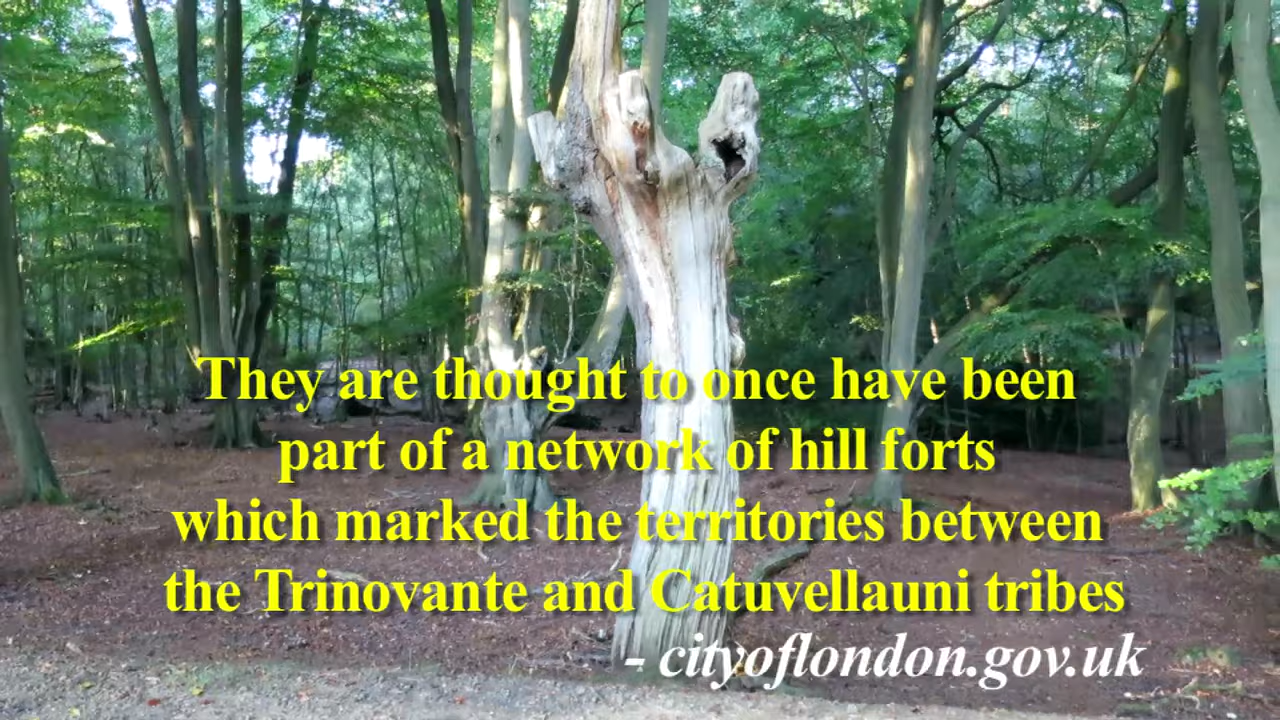 They are thought to once have been
part of a network of hill forts
which marked the territories between
the Trinovante and Catuvellauni tribes
- cityoflondon.gov.uk